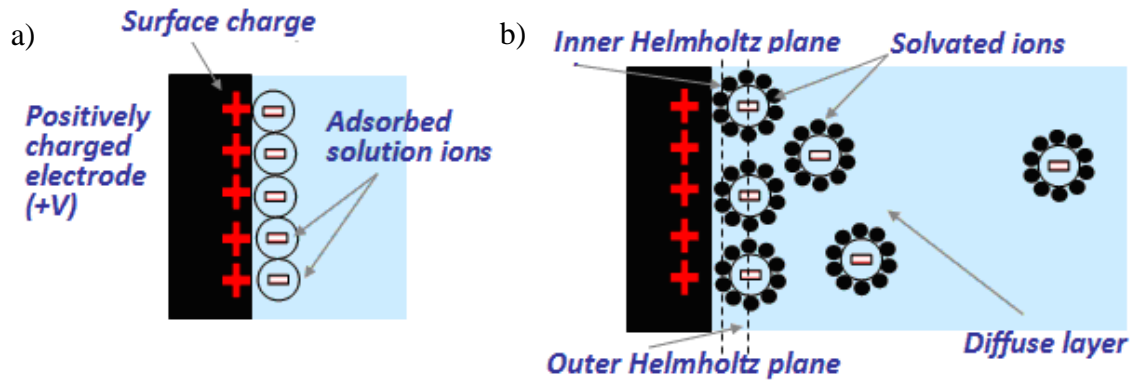 a)
Surface charge
Positively
charged
electrode
(+V)
Adsorbed
solution ions
b)
Inner Helmholtz plane
Solvated ions
Outer Helmholtz plane
Diffuse layer